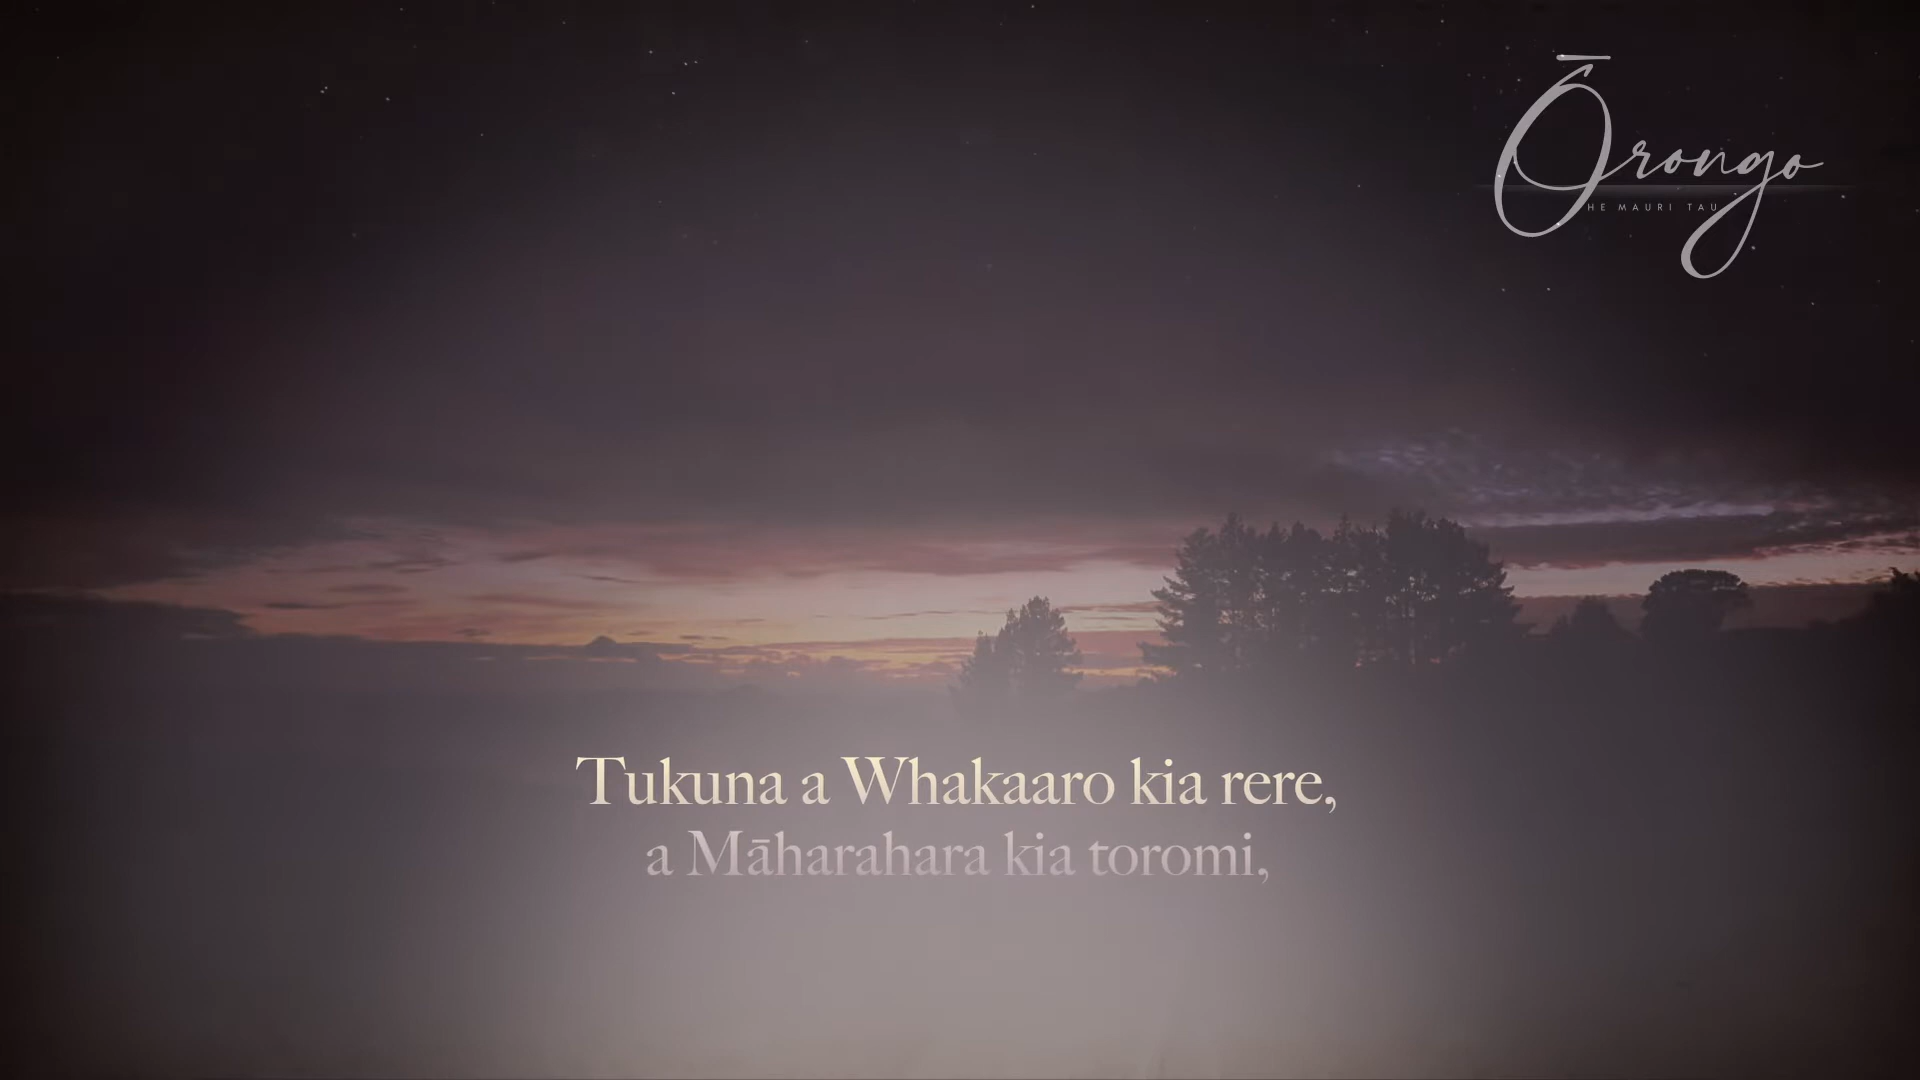 Ōrongo
HE MAURI TAU
Tukuna a Whakaaro kia rere,
a Māharahara kia toromi,